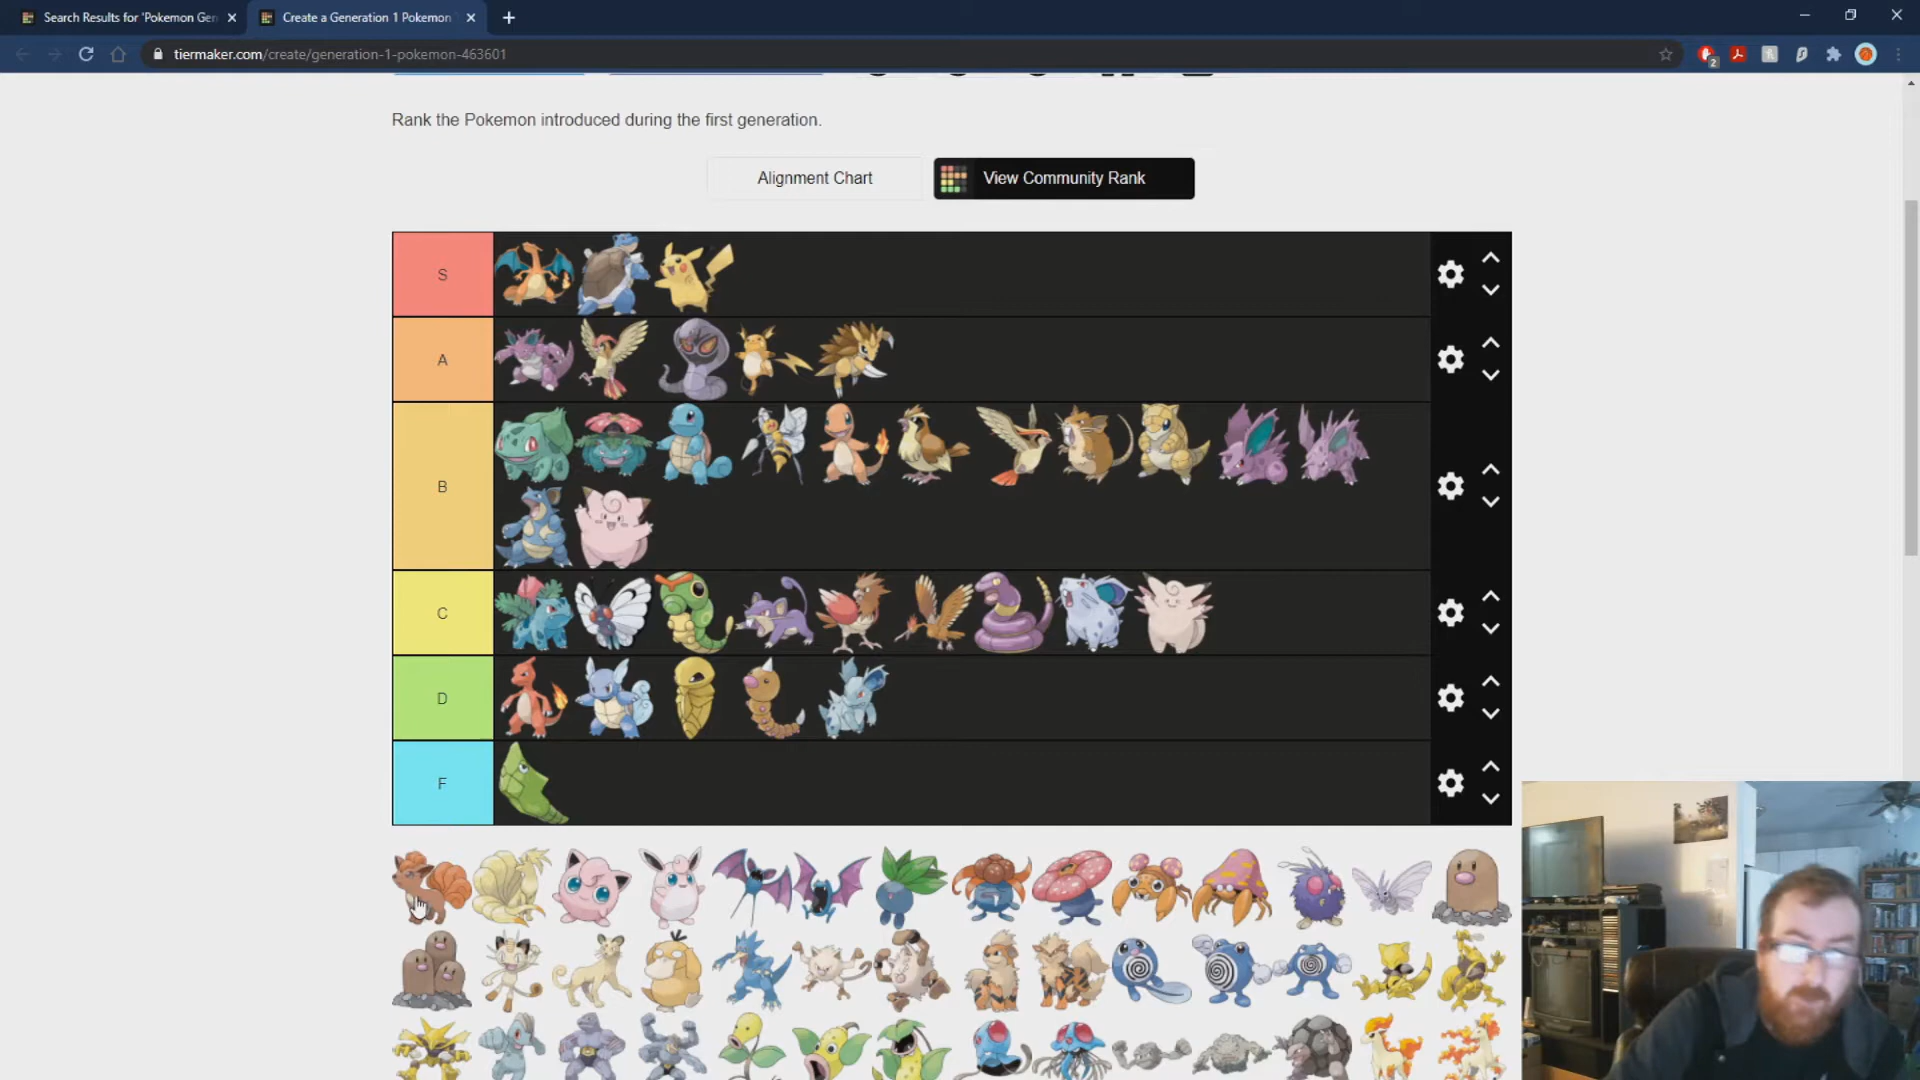 Search Results for 'Pokemon Gen
Create a Generation 1 Pokemon
tiermaker.com/create/generation-1-pokemon-463601
2
Rank the Pokemon introduced during the first generation.
Alignment Chart
View Community Rank
S
A
B
C
D
F